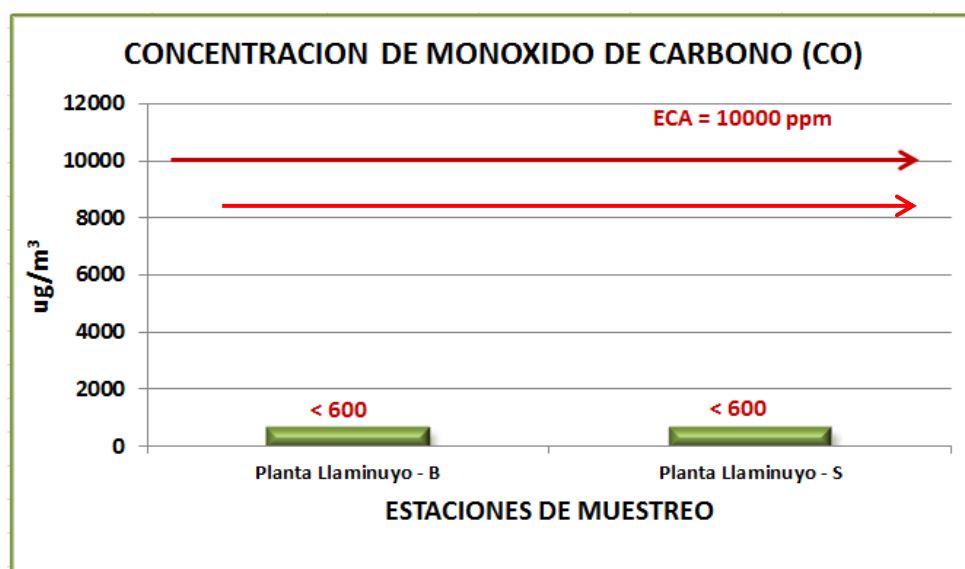 CONCENTRACION DE MONOXIDO DE CARBONO (CO)
12000
ECA = 10000 ppm
10000
8000
6000
4000
2000
0
ug/m³
< 600
< 600
Planta Llaminuyo - B
Planta Llaminuyo - S
ESTACIONES DE MUESTREO